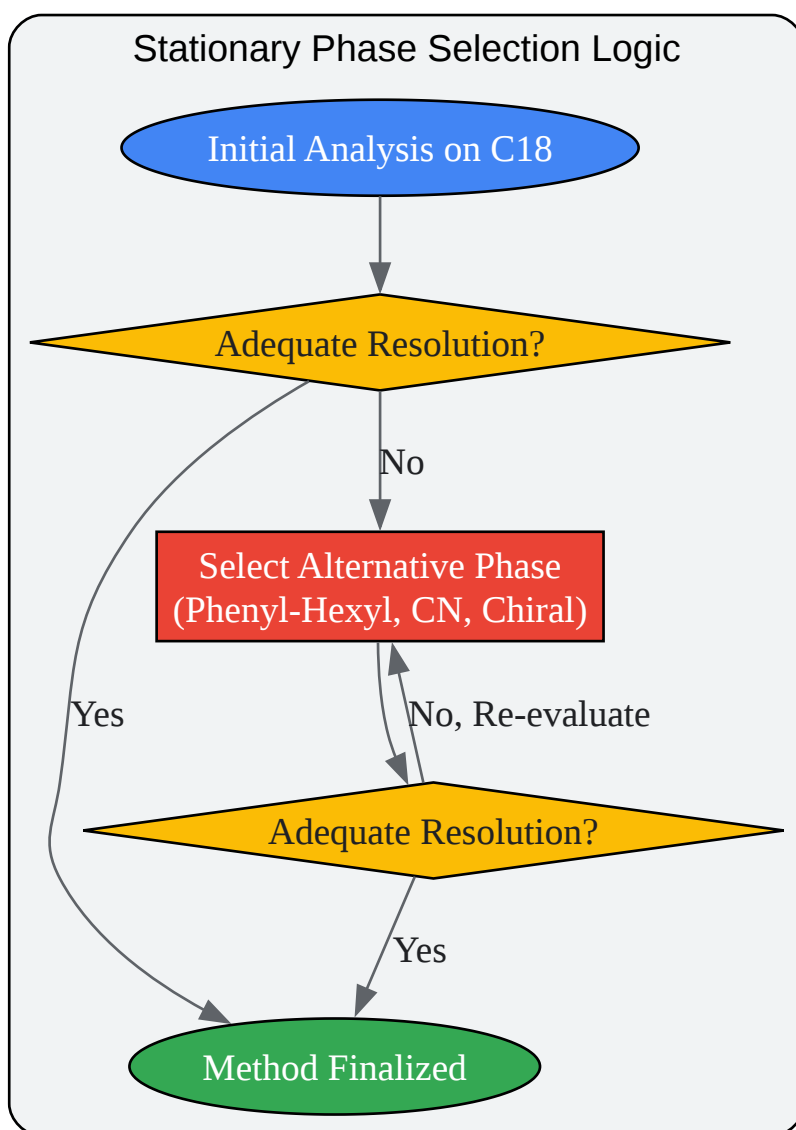 Stationary Phase Selection Logic
Initial Analysis on C18
Adequate Resolution?
No
Select Alternative Phase
(Phenyl-Hexyl, CN, Chiral)
Yes
No, Re-evaluate
Adequate Resolution?
Yes
Method Finalized